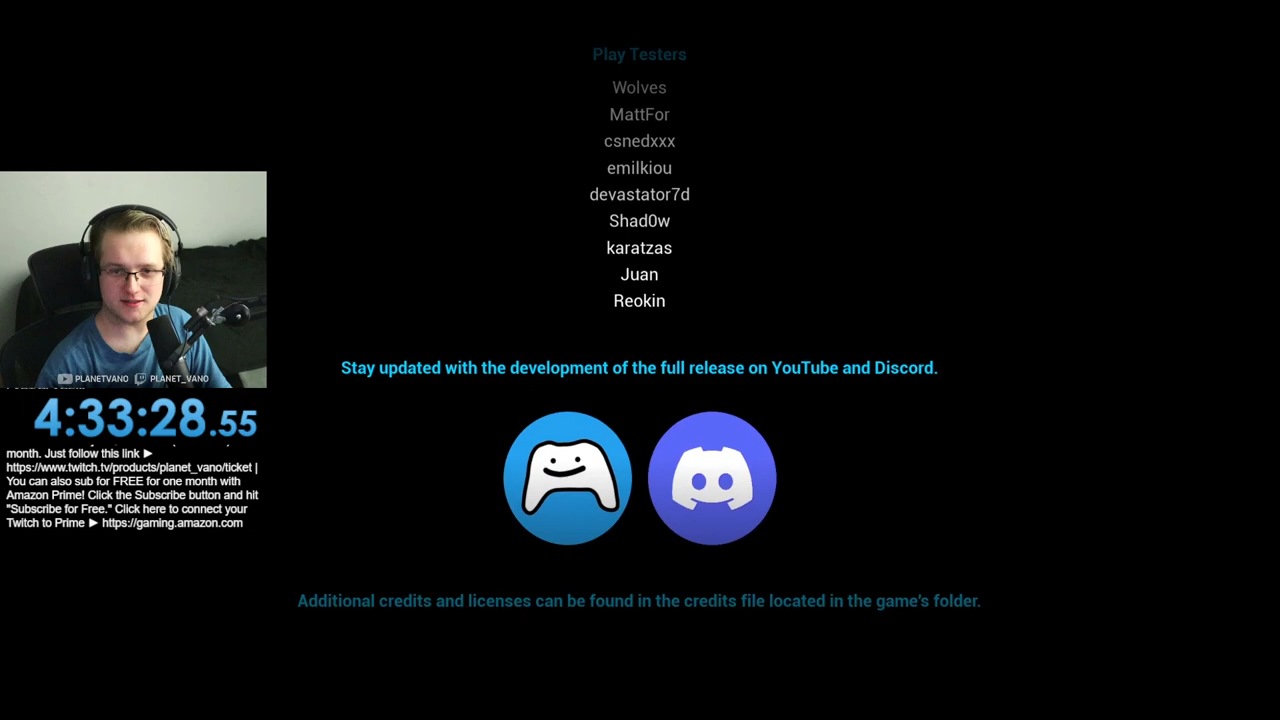 Play Testers
Wolves
MattFor
csnedxxx
emilkiou
devastator7d
Shad0w
karatzas
Juan
Reokin
Stay updated with the development of the full release on YouTube and Discord.
Additional credits and licenses can be found in the credits file located in the game's folder.
PLANETVANO PLANET_VANO
4:33:28.55
month. Just follow this link ▶
https://www.twitch.tv/products/planet_vano/ticket |
You can also sub for FREE for one month with
Amazon Prime! Click the Subscribe button and hit
"Subscribe for Free." Click here to connect your
Twitch to Prime ▶ https://gaming.amazon.com